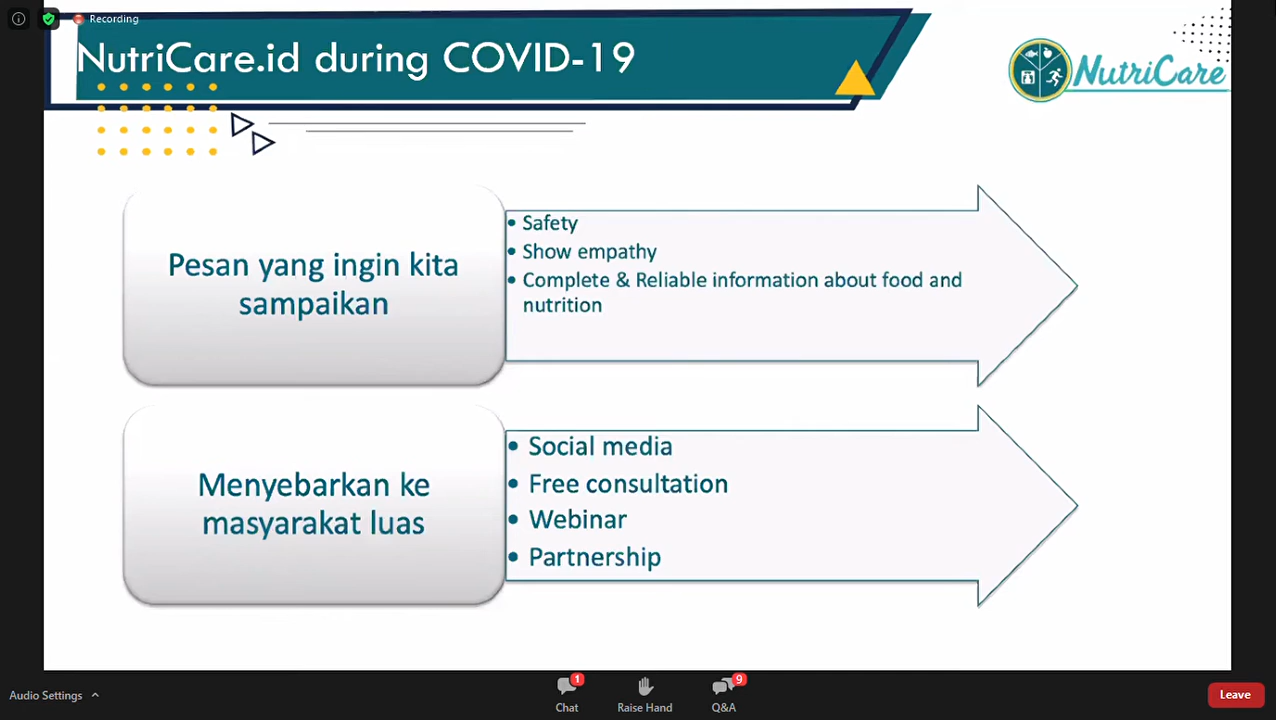 Recording
NutriCare.id during COVID-19
NutriCare
Pesan yang ingin kita
sampaikan
• Safety
• Show empathy
• Complete & Reliable information about food and
nutrition
Menyebarkan ke
masyarakat luas
• Social media
• Free consultation
• Webinar
• Partnership
Audio Settings
1
Chat
Raise Hand
9
Q&A
Leave